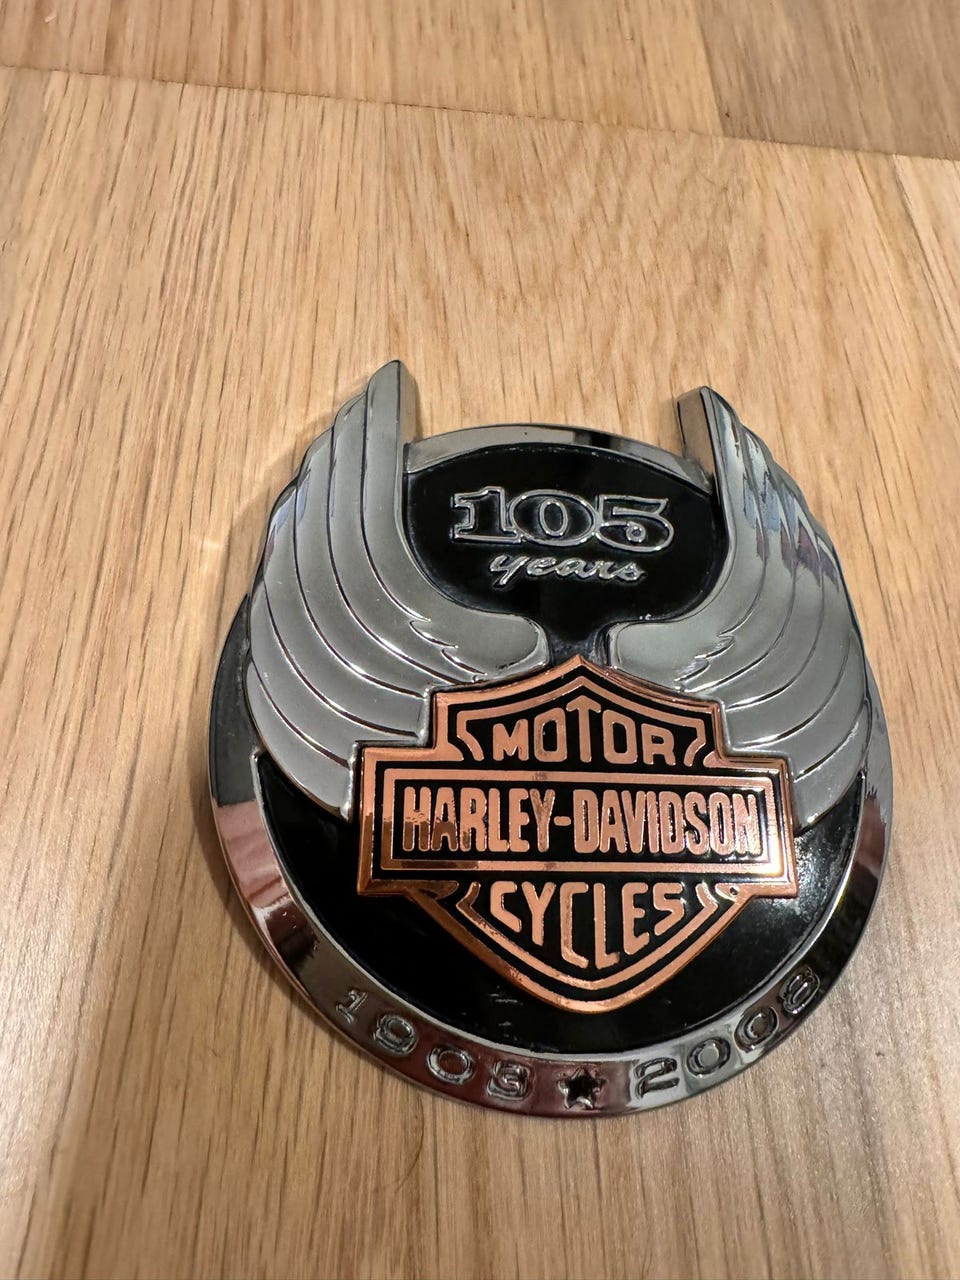 105
years
MOTOR
HARLEY-DAVIDSON
CYCLES
1903 ★ 2008